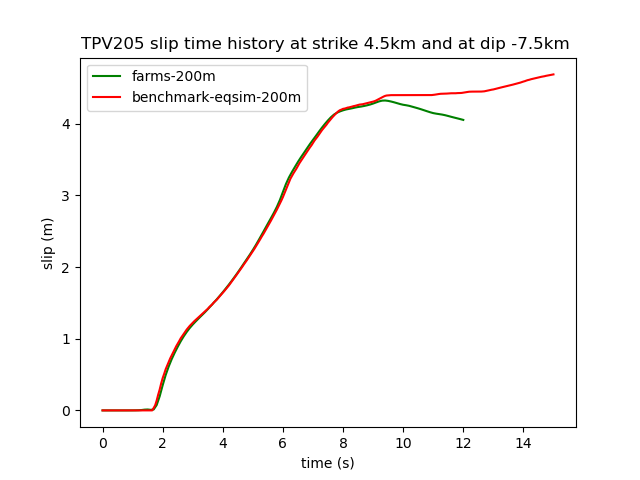 TPV205 slip time history at strike 4.5km and at dip -7.5km
farms-200m
benchmark-eqsim-200m
4
3
2
1
0
slip (m)
0 2 4 6 8 10 12 14
time (s)